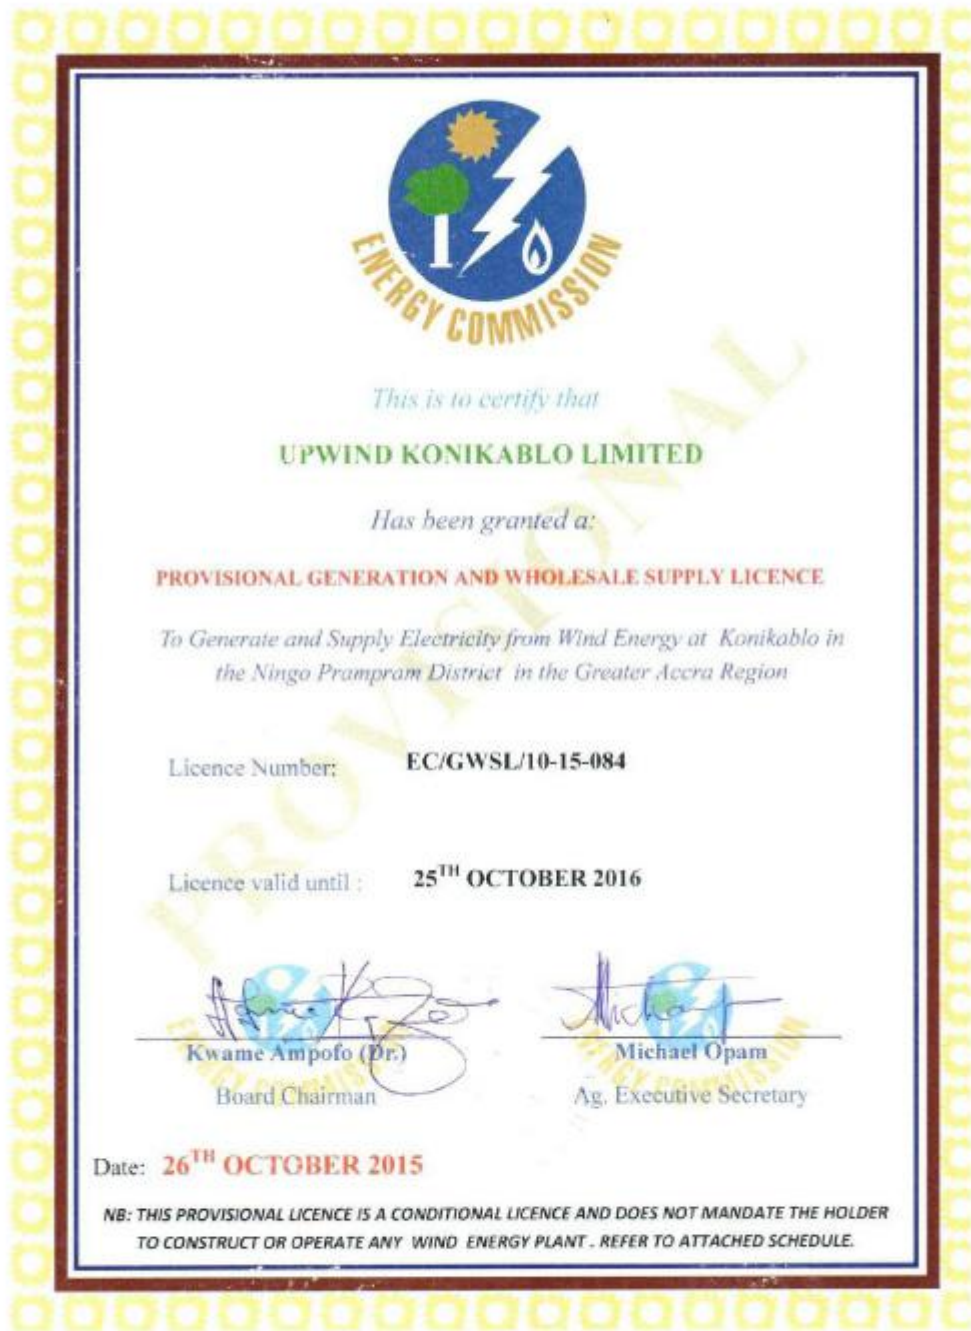 ENERGY COMMISSION
This is to certify that
UPWIND KONIKABLO LIMITED
Has been granted a:
PROVISIONAL GENERATION AND WHOLESALE SUPPLY LICENCE
To Generate and Supply Electricity from Wind Energy at Konikablo in
the Ningo Prampram District in the Greater Accra Region
PROVISIONAL
Licence Number: EC/GWSL/10-15-084
Licence valid until : 25TH OCTOBER 2016
Kwame Ampofo (Dr.) Michael Opam
Board Chairman Ag. Executive Secretary
Date: 26TH OCTOBER 2015
NB: THIS PROVISIONAL LICENCE IS A CONDITIONAL LICENCE AND DOES NOT MANDATE THE HOLDER
TO CONSTRUCT OR OPERATE ANY WIND ENERGY PLANT . REFER TO ATTACHED SCHEDULE.